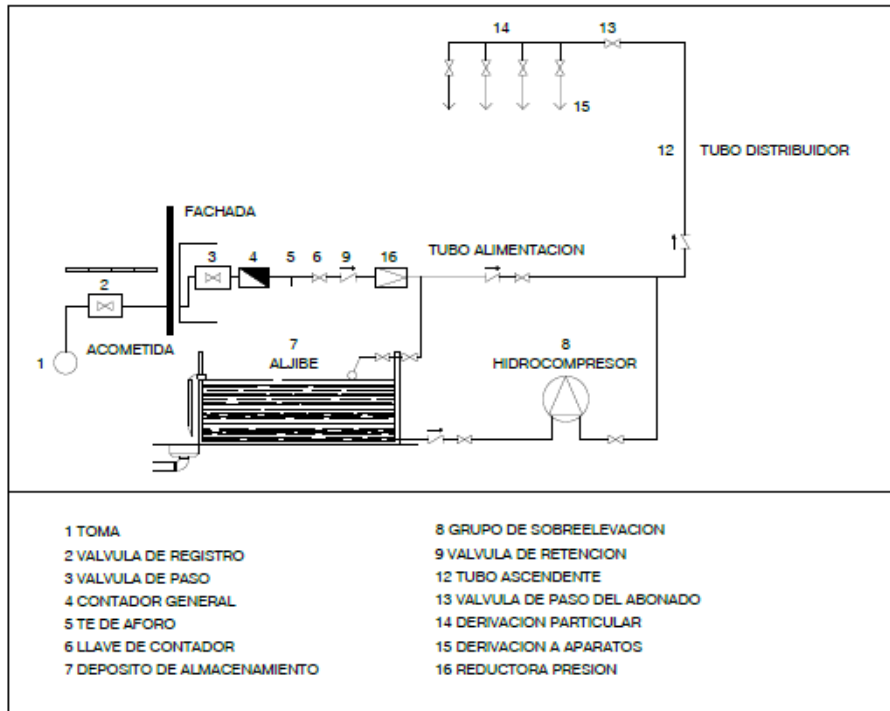 14
13
15
12
TUBO DISTRIBUIDOR
FACHADA
TUBO ALIMENTACION
3
4
5
6
9
16
2
1
ACOMETIDA
7
ALJIBE
8
HIDROCOMPRESOR
1 TOMA
2 VALVULA DE REGISTRO
3 VALVULA DE PASO
4 CONTADOR GENERAL
5 TE DE AFORO
6 LLAVE DE CONTADOR
7 DEPOSITO DE ALMACENAMIENTO
8 GRUPO DE SOBREELEVACION
9 VALVULA DE RETENCION
12 TUBO ASCENDENTE
13 VALVULA DE PASO DEL ABONADO
14 DERIVACION PARTICULAR
15 DERIVACION A APARATOS
16 REDUCTORA PRESION